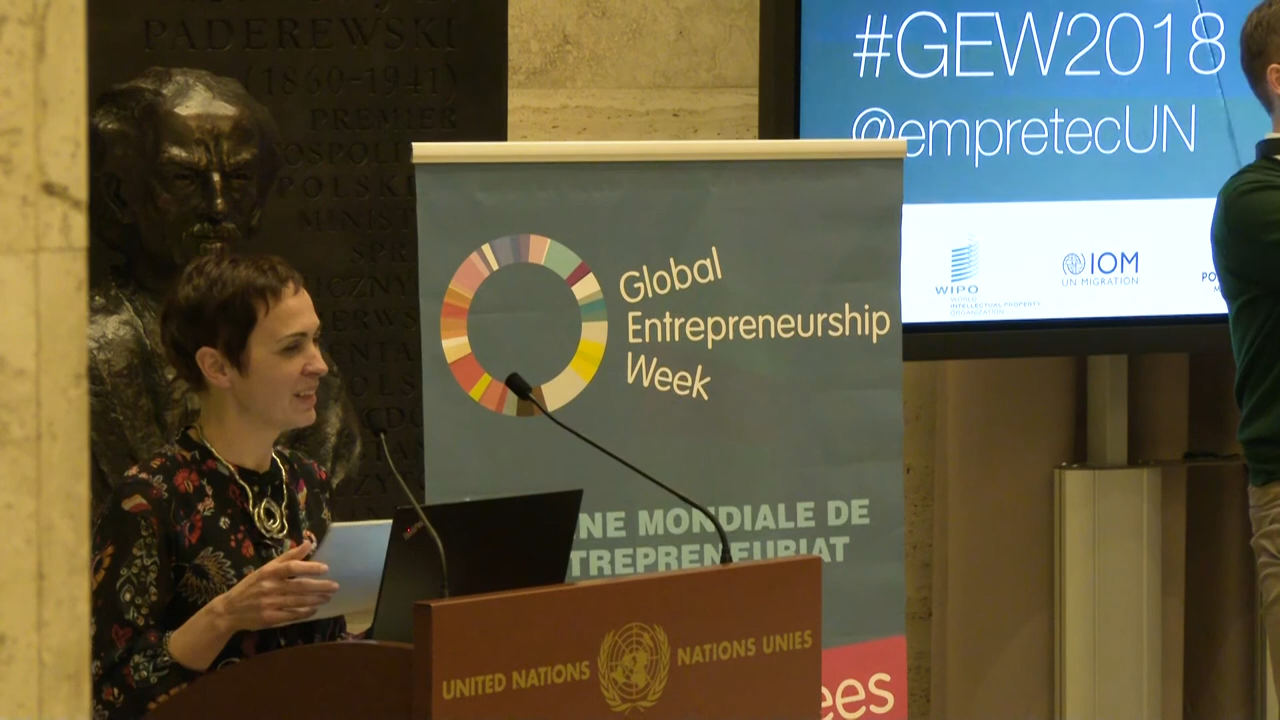 PADEREWSKI
(1860-1941)
PREMIER
POLSKI
#GEW2018
@empretecUN
WIPO
WORLD
INTELLECTUAL PROPERTY
ORGANIZATION
IOM
UN MIGRATION
Global
Entrepreneurship
Week
NE MONDIALE DE
TREPRENEURIAT
ees
UNITED NATIONS
NATIONS UNIES